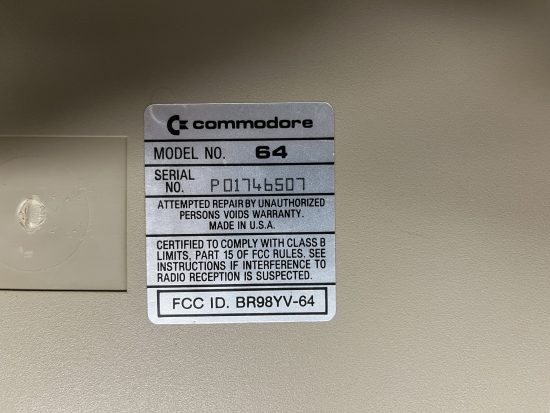 commodore
MODEL NO. 64
SERIAL
NO. P01746507
ATTEMPTED REPAIR BY UNAUTHORIZED
PERSONS VOIDS WARRANTY.
MADE IN U.S.A.
CERTIFIED TO COMPLY WITH CLASS B
LIMITS, PART 15 OF FCC RULES. SEE
INSTRUCTIONS IF INTERFERENCE TO
RADIO RECEPTION IS SUSPECTED.
FCC ID. BR98YV-64